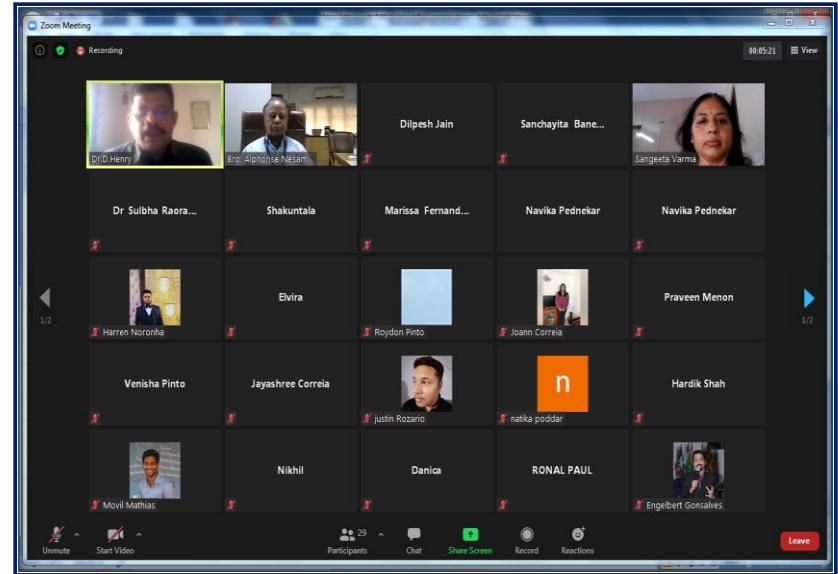 Zoom Meeting
Recording
00:05:21 View
Dr.D.Henry
Bro. Alphonse Nesam
Dilpesh Jain
Sanchayita Bane...
Sangeeta Varma
Dr Sulbha Raora...
Shakuntala
Marissa Fernand...
Navika Pednekar
Navika Pednekar
1/2
Harren Noronha
Elvira
Roydon Pinto
Joann Correia
Praveen Menon
1/2
Venisha Pinto
Jayashree Correia
justin Rozario
n
natika poddar
Hardik Shah
Movil Mathias
Nikhil
Danica
RONAL PAUL
Engelbert Gonsalves
Unmute
Start Video
29
Participants
Chat
Share Screen
Record
Reactions
Leave